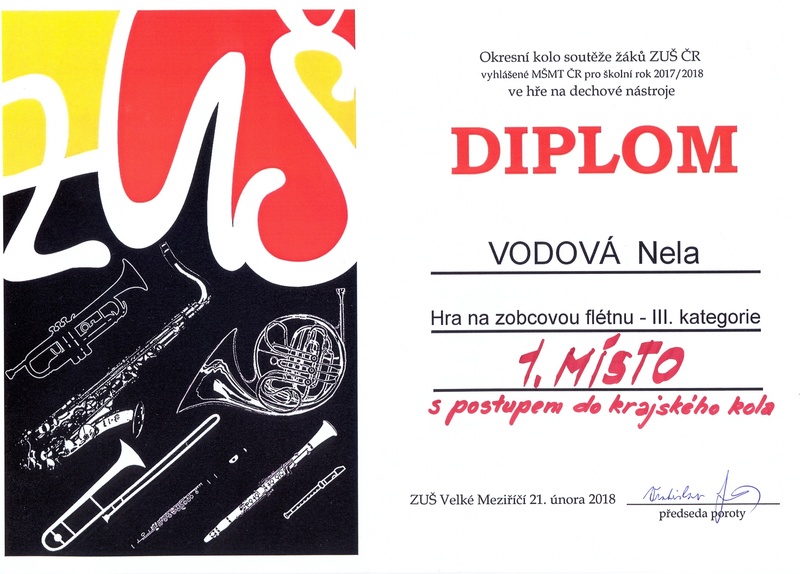 ZUŠ
Okresní kolo soutěže žáků ZUŠ ČR
vyhlášené MŠMT ČR pro školní rok 2017/2018
ve hře na dechové nástroje
DIPLOM
VODOVÁ Nela
Hra na zobcovou flétnu - III. kategorie
1. MÍSTO
s postupem do krajského kola
ZUŠ Velké Meziříčí 21. února 2018
Vratislav
předseda poroty